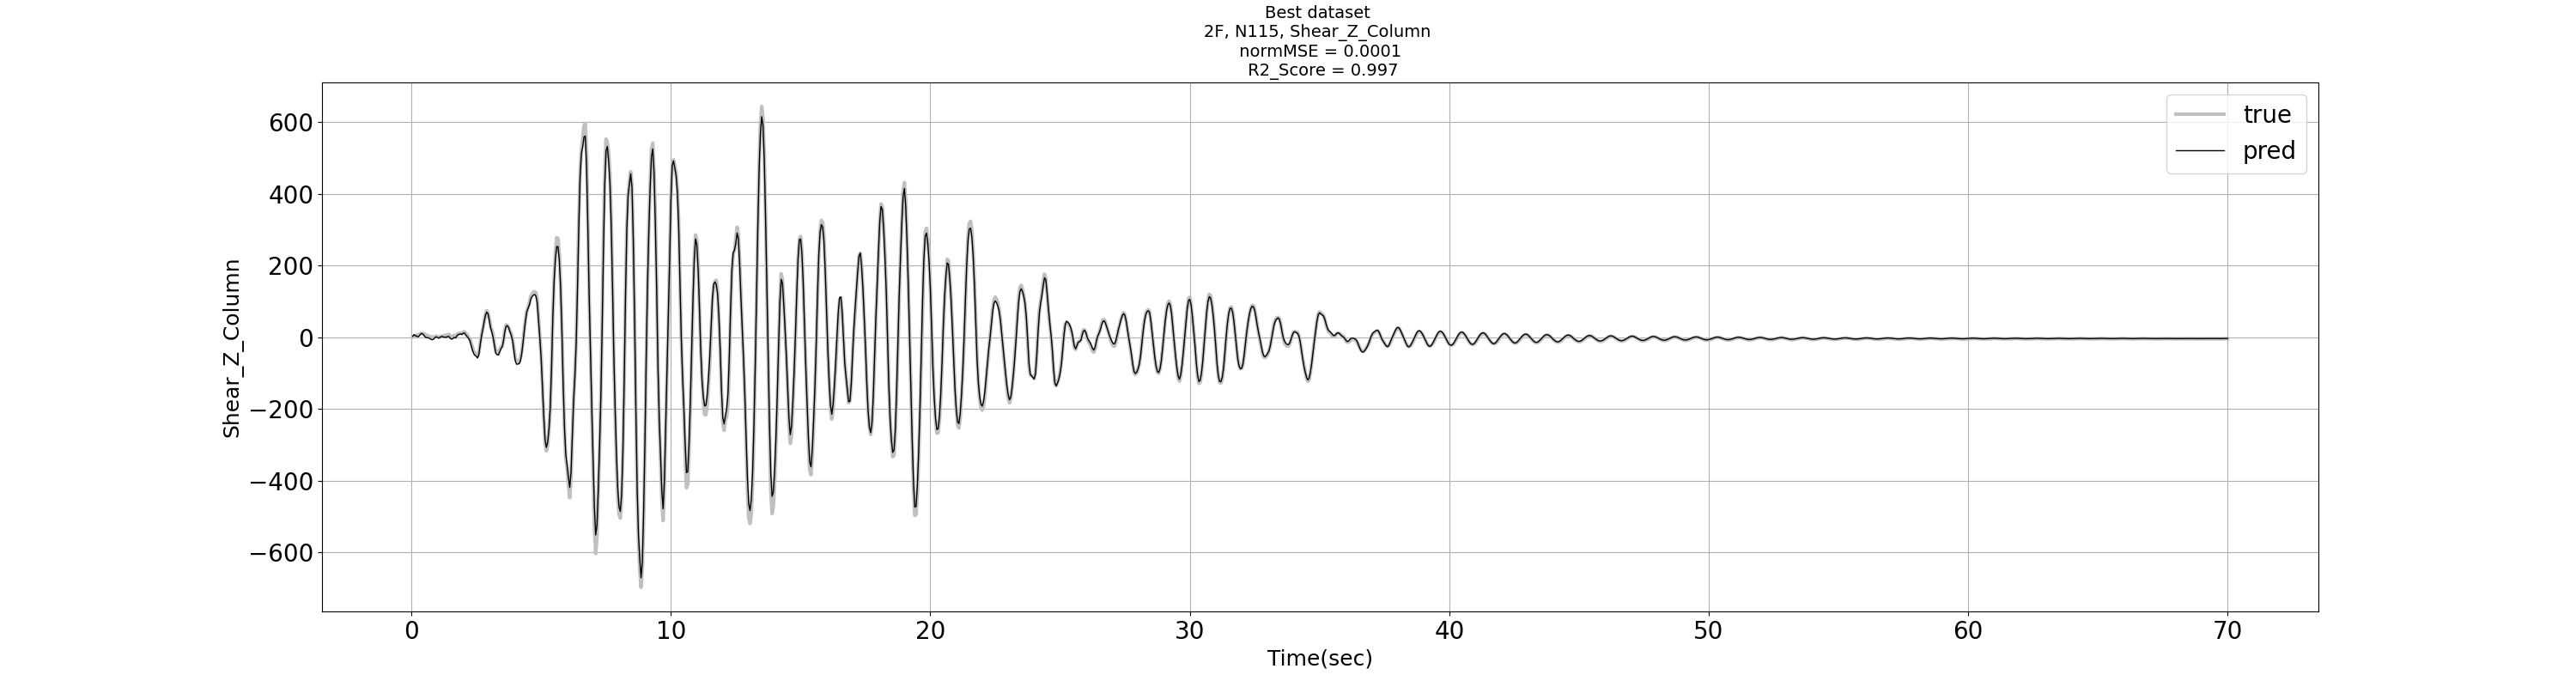 Best dataset
2F, N115, Shear_Z_Column
normMSE = 0.0001
R2_Score = 0.997
true
pred
600
400
200
0
−200
−400
−600
Shear_Z_Column
0 10 20 30 40 50 60 70
Time(sec)